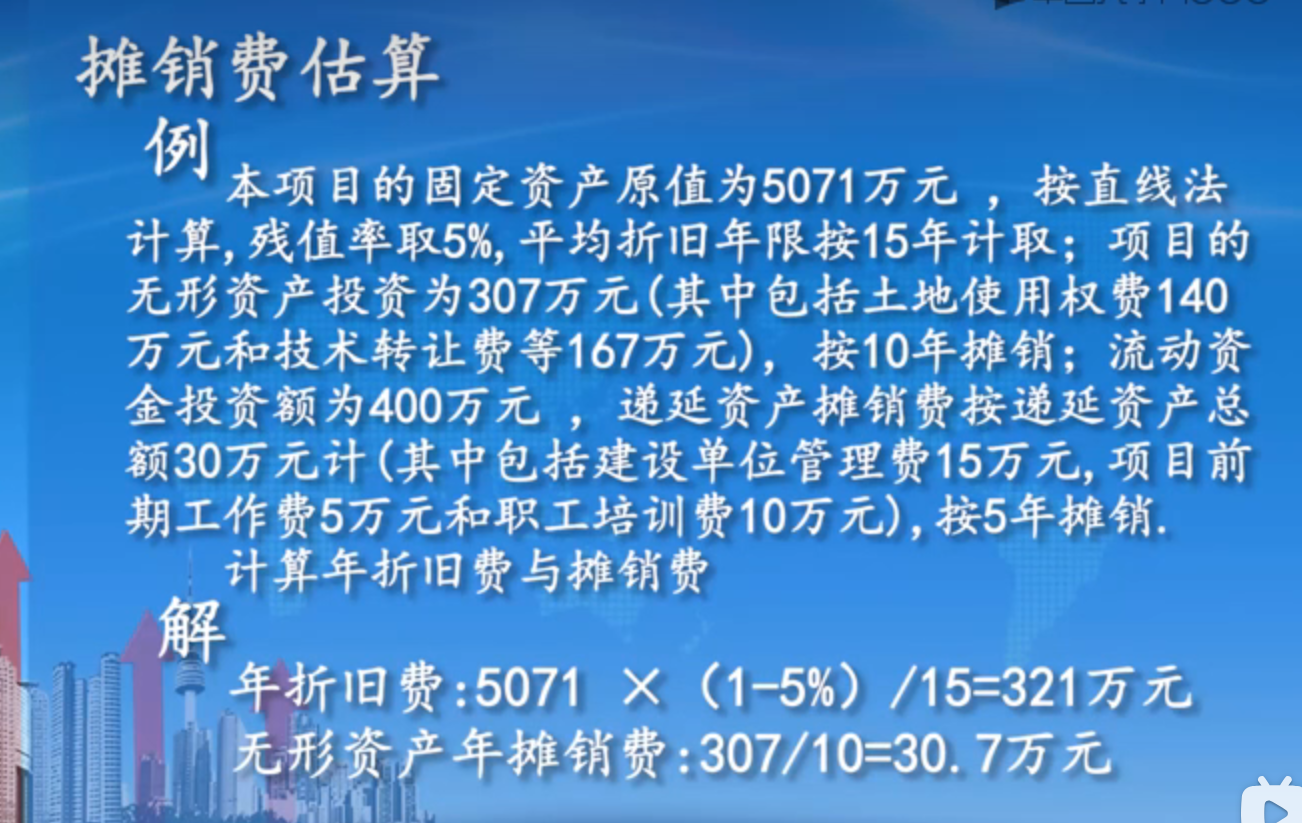 摊销费估算
例
本项目的固定资产原值为5071万元 ，按直线法
计算,残值率取5%,平均折旧年限按15年计取；项目的
无形资产投资为307万元(其中包括土地使用权费140
万元和技术转让费等167万元)，按10年摊销；流动资
金投资额为400万元 ，递延资产摊销费按递延资产总
额30万元计(其中包括建设单位管理费15万元,项目前
期工作费5万元和职工培训费10万元),按5年摊销.
计算年折旧费与摊销费
解
年折旧费:5071 ×（1-5%）/15=321万元
无形资产年摊销费:307/10=30.7万元